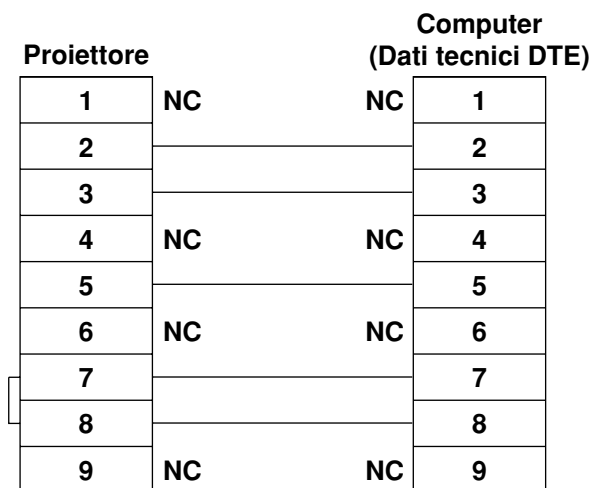 Computer
Proiettore (Dati tecnici DTE)
1 NC NC 1
2 2
3 3
4 NC NC 4
5 5
6 NC NC 6
7 7
8 8
9 NC NC 9